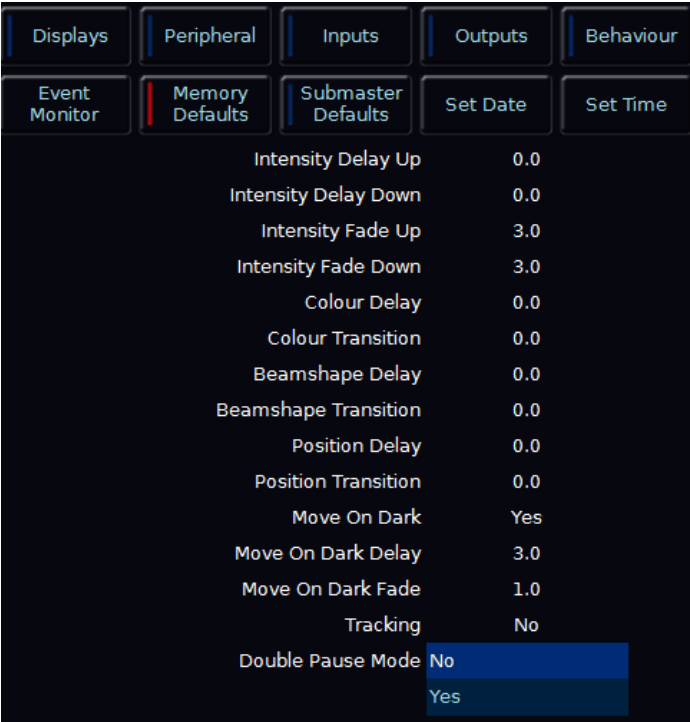 Displays Peripheral Inputs Outputs Behaviour
Event Monitor Memory Defaults Submaster Defaults Set Date Set Time
Intensity Delay Up 0.0
Intensity Delay Down 0.0
Intensity Fade Up 3.0
Intensity Fade Down 3.0
Colour Delay 0.0
Colour Transition 0.0
Beamshape Delay 0.0
Beamshape Transition 0.0
Position Delay 0.0
Position Transition 0.0
Move On Dark Yes
Move On Dark Delay 3.0
Move On Dark Fade 1.0
Tracking No
Double Pause Mode No
Yes